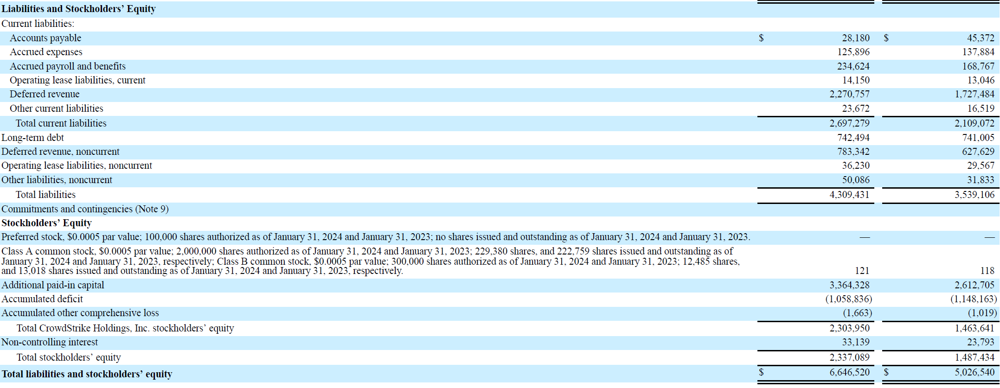 Liabilities and Stockholders’ Equity
Current liabilities:
Accounts payable $ 28,180 $ 45,372
Accrued expenses 125,896 137,884
Accrued payroll and benefits 234,624 168,767
Operating lease liabilities, current 14,150 13,046
Deferred revenue 2,270,757 1,727,484
Other current liabilities 23,672 16,519
Total current liabilities 2,697,279 2,109,072
Long-term debt 742,494 741,005
Deferred revenue, noncurrent 783,342 627,629
Operating lease liabilities, noncurrent 36,230 29,567
Other liabilities, noncurrent 50,086 31,833
Total liabilities 4,309,431 3,539,106
Commitments and contingencies (Note 9)
Stockholders’ Equity
Preferred stock, $0.0005 par value; 100,000 shares authorized as of January 31, 2024 and January 31, 2023; no shares issued and outstanding as of January 31, 2024 and January 31, 2023. — —
Class A common stock, $0.0005 par value; 2,000,000 shares authorized as of January 31, 2024 and January 31, 2023; 229,380 shares, and 222,759 shares issued and outstanding as of
January 31, 2024 and January 31, 2023, respectively; Class B common stock, $0.0005 par value; 300,000 shares authorized as of January 31, 2024 and January 31, 2023; 12,485 shares,
and 13,018 shares issued and outstanding as of January 31, 2024 and January 31, 2023, respectively. 121 118
Additional paid-in capital 3,364,328 2,612,705
Accumulated deficit (1,058,836) (1,148,163)
Accumulated other comprehensive loss (1,663) (1,019)
Total CrowdStrike Holdings, Inc. stockholders’ equity 2,303,950 1,463,641
Non-controlling interest 33,139 23,793
Total stockholders’ equity 2,337,089 1,487,434
Total liabilities and stockholders’ equity $ 6,646,520 $ 5,026,540